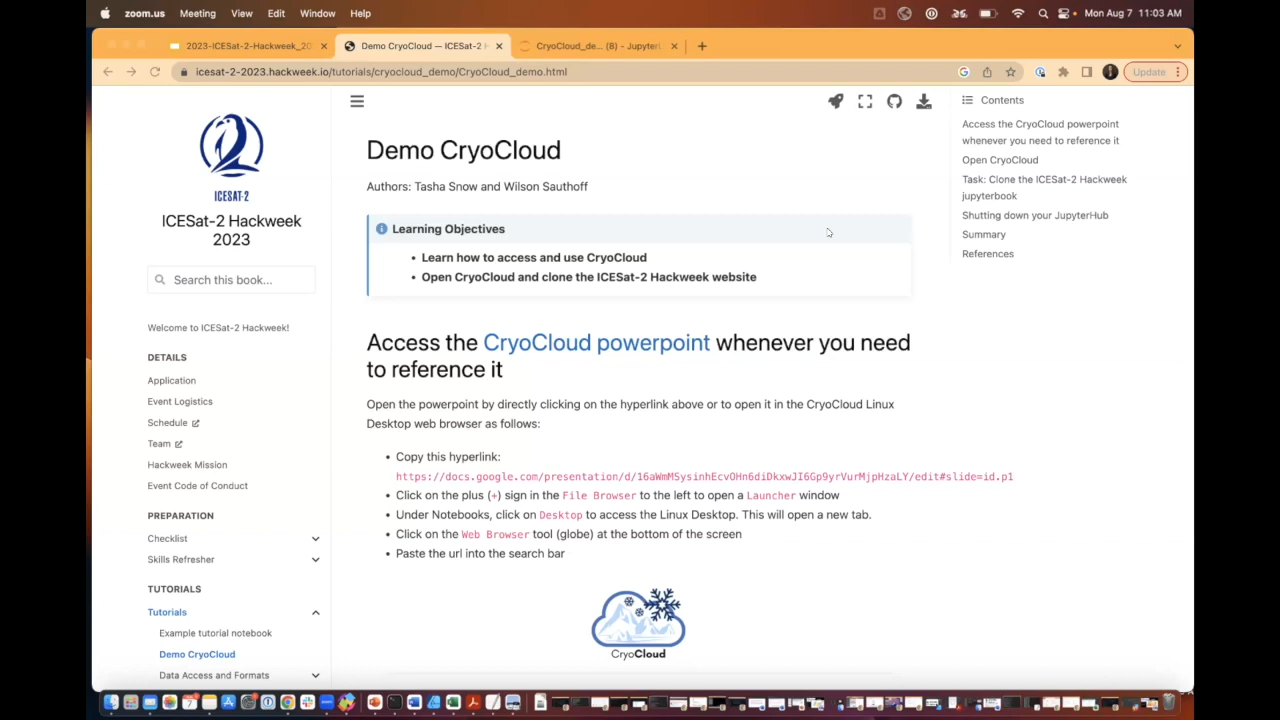 zoom.us Meeting View Edit Window Help Mon Aug 7 11:03 AM
2023-ICESat-2-Hackweek_20 Demo CryoCloud — ICESat-2 H CryoCloud_de... (8) - JupyterL
icesat-2-2023.hackweek.io/tutorials/cryocloud_demo/CryoCloud_demo.html Update
ICESAT-2
ICESat-2 Hackweek
2023
Search this book...
Welcome to ICESat-2 Hackweek!
DETAILS
Application
Event Logistics
Schedule
Team
Hackweek Mission
Event Code of Conduct
PREPARATION
Checklist
Skills Refresher
TUTORIALS
Tutorials
Example tutorial notebook
Demo CryoCloud
Data Access and Formats
Demo CryoCloud
Authors: Tasha Snow and Wilson Sauthoff
Learning Objectives
• Learn how to access and use CryoCloud
• Open CryoCloud and clone the ICESat-2 Hackweek website
Access the CryoCloud powerpoint whenever you need
to reference it
Open the powerpoint by directly clicking on the hyperlink above or to open it in the CryoCloud Linux
Desktop web browser as follows:
• Copy this hyperlink:
https://docs.google.com/presentation/d/16aWmMSysinhEcvOHn6diDkxwJI6Gp9yrVurMjpHzaLY/edit#slide=id.p1
• Click on the plus (+) sign in the File Browser to the left to open a Launcher window
• Under Notebooks, click on Desktop to access the Linux Desktop. This will open a new tab.
• Click on the Web Browser tool (globe) at the bottom of the screen
• Paste the url into the search bar
CryoCloud
Contents
Access the CryoCloud powerpoint
whenever you need to reference it
Open CryoCloud
Task: Clone the ICESat-2 Hackweek
jupyterbook
Shutting down your JupyterHub
Summary
References